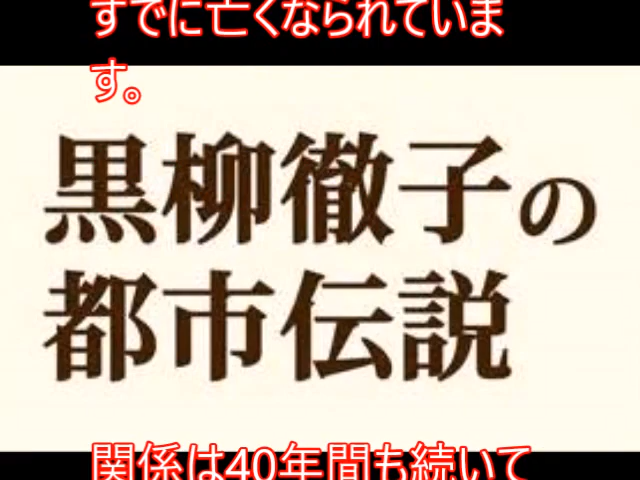 すでに亡くなられていま
す。
黒柳徹子の
都市伝説
関係は40年間も続いて